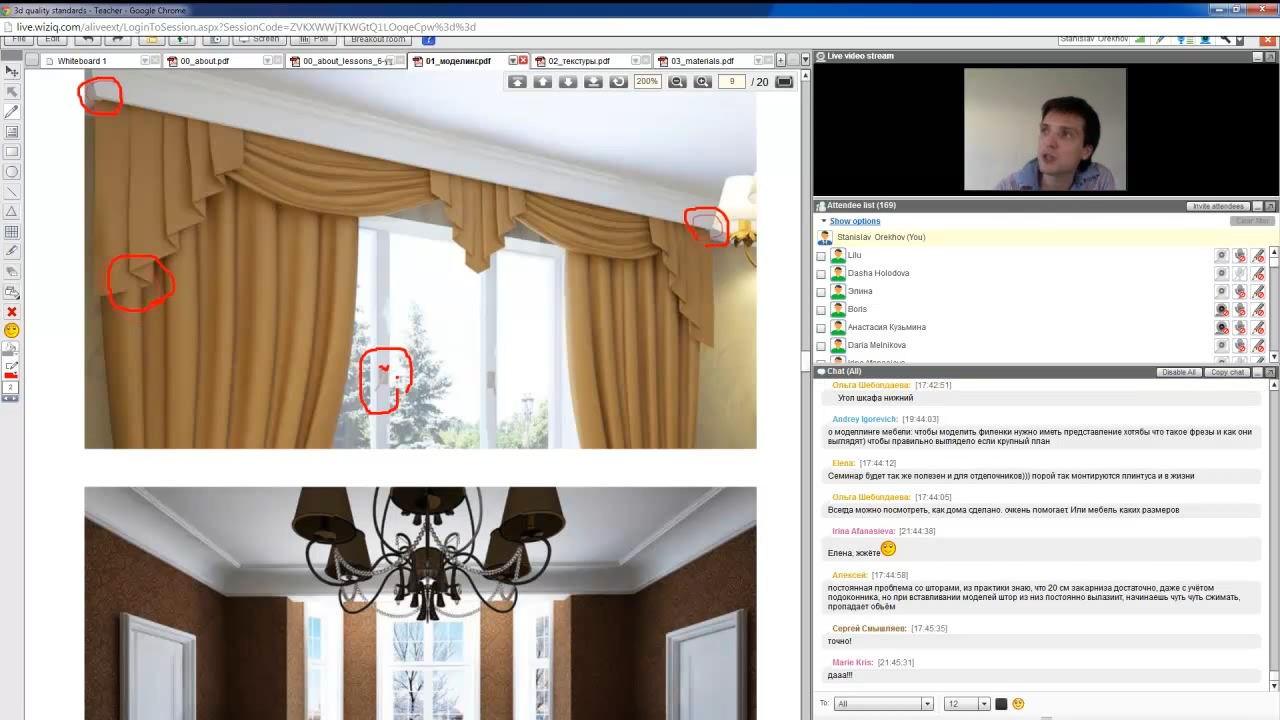 3d quality standards - Teacher - Google Chrome
live.wiziq.com/aliveext/LoginToSession.aspx?SessionCode=ZVKXWWjTKWGtQ1LOoqeCpw%3d%3d
File Edit Screen Poll Breakout Room ? Stanislav Orekhov
Whiteboard 1 00_about.pdf 00_about_lessons_6-y 01_моделинг.pdf 02_текстуры.pdf 03_materials.pdf
200% 9 / 20
Live video stream
Attendee list (169) Invite attendees
Show options Clear filter
Stanislav Orekhov (You)
Lilu
Dasha Holodova
Элина
Boris
Анастасия Кузьмина
Daria Melnikova
Irina Afanasieva
Chat (All) Disable All Copy chat
Ольга Шеболдаева: [17:42:51]
Угол шкафа нижний
Andrey Igorevich: [19:44:03]
о моделлинге мебели: чтобы моделить филенки нужно иметь представление хотябы что такое фрезы и как они
выглядят) чтобы правильно выглядело если крупный план
Elena: [17:44:12]
Семинар будет так же полезен и для отделочников))) порой так монтируются плинтуса и в жизни
Ольга Шеболдаева: [17:44:05]
Всегда можно посмотреть, как дома сделано. очкень помогает. Или мебель каких размеров
Irina Afanasieva: [21:44:38]
Елена, жжёте
Алексей: [17:44:58]
постоянная проблема со шторами, из практики знаю, что 20 см закарниза достаточно, даже с учётом
подоконника, но при вставливании моделей штор из низ постоянно вылазиит, начинаешь чуть чуть сжимать,
пропадает обьём
Сергей Смышляев: [17:45:35]
точно!
Marie Kris: [21:45:31]
дааа!!!
2
To: All 12